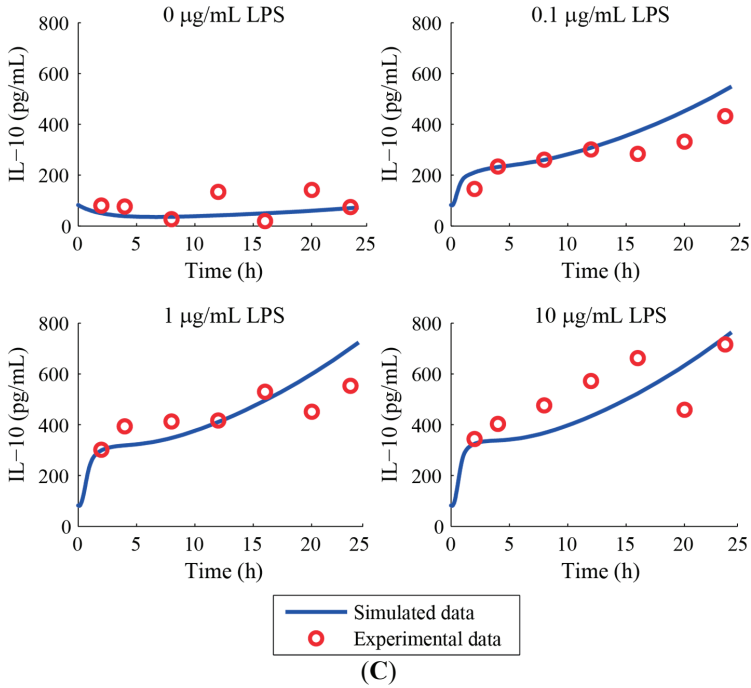 0 μg/mL LPS
IL−10 (pg/mL)
800
600
400
200
0
0 5 10 15 20 25
Time (h)
0.1 μg/mL LPS
IL−10 (pg/mL)
800
600
400
200
0
0 5 10 15 20 25
Time (h)
1 μg/mL LPS
IL−10 (pg/mL)
800
600
400
200
0
0 5 10 15 20 25
Time (h)
10 μg/mL LPS
IL−10 (pg/mL)
800
600
400
200
0
0 5 10 15 20 25
Time (h)
Simulated data
Experimental data
(C)